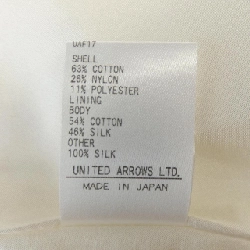 UAF17
SHELL
63% COTTON
26% NYLON
11% POLYESTER
LINING
BODY
54% COTTON
46% SILK
OTHER
100% SILK
UNITED ARROWS LTD.
MADE IN JAPAN